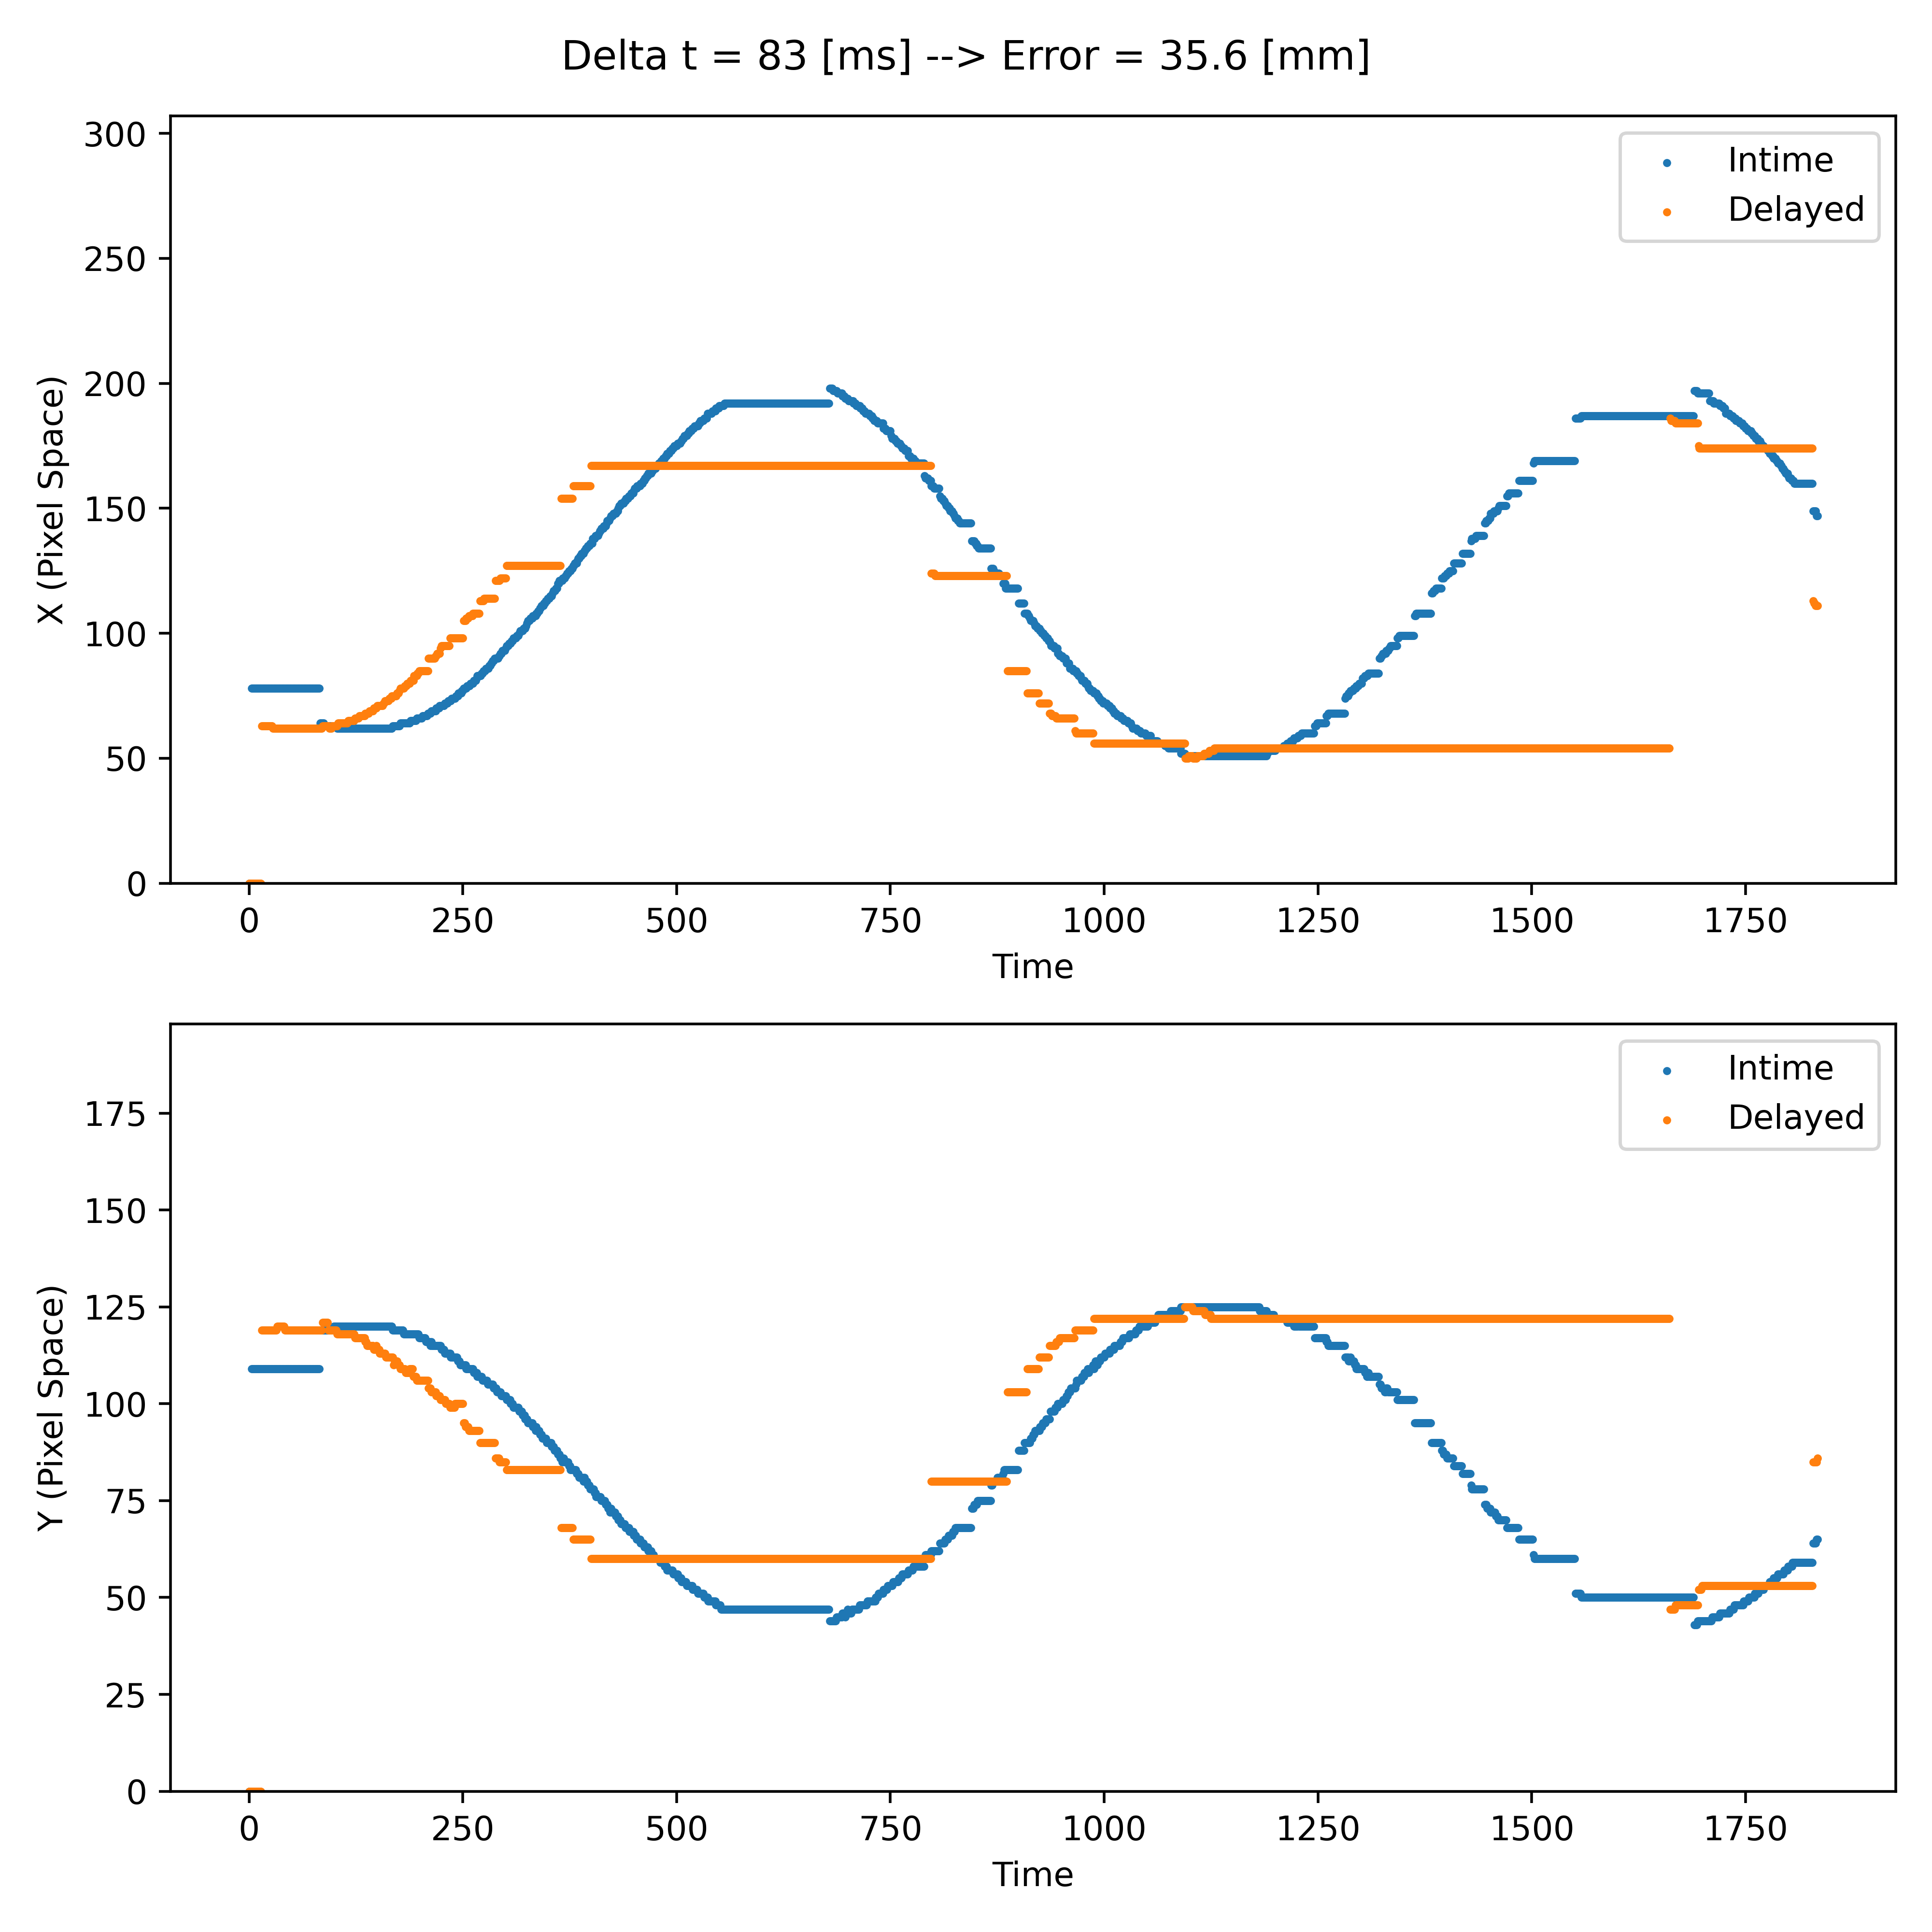 Delta t = 83 [ms] --> Error = 35.6 [mm]
300
250
200
150
100
50
0
X (Pixel Space)
Intime
Delayed
0 250 500 750 1000 1250 1500 1750
Time
175
150
125
100
75
50
25
0
Y (Pixel Space)
Intime
Delayed
0 250 500 750 1000 1250 1500 1750
Time